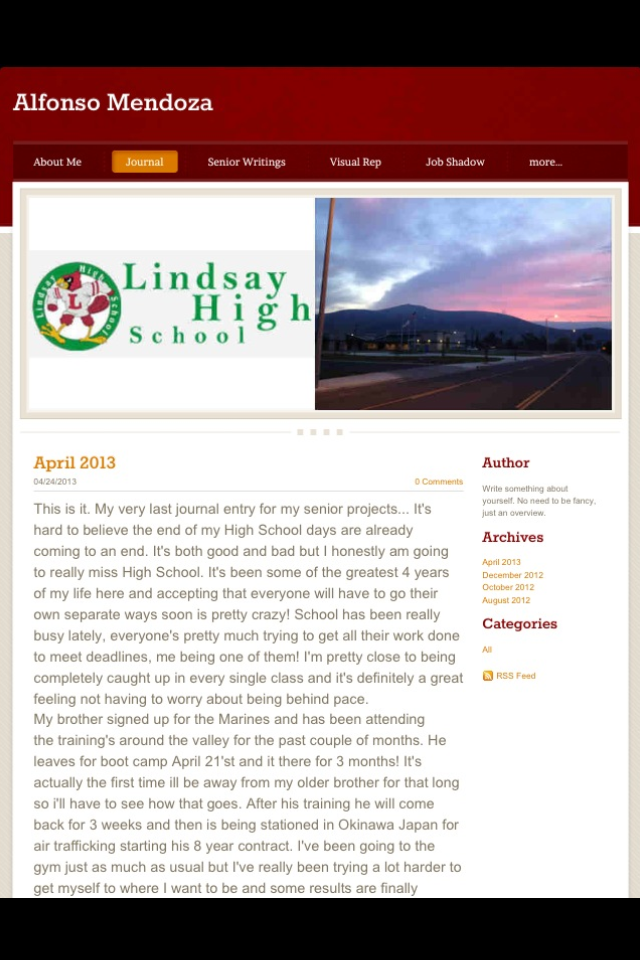 Alfonso Mendoza
About Me
Journal
Senior Writings
Visual Rep
Job Shadow
more...
Lindsay High School
L
Lindsay
High
School
April 2013
04/24/2013
0 Comments
This is it. My very last journal entry for my senior projects... It's
hard to believe the end of my High School days are already
coming to an end. It's both good and bad but I honestly am going
to really miss High School. It's been some of the greatest 4 years
of my life here and accepting that everyone will have to go their
own separate ways soon is pretty crazy! School has been really
busy lately, everyone's pretty much trying to get all their work done
to meet deadlines, me being one of them! I'm pretty close to being
completely caught up in every single class and it's definitely a great
feeling not having to worry about being behind pace.
My brother signed up for the Marines and has been attending
the training's around the valley for the past couple of months. He
leaves for boot camp April 21'st and it there for 3 months! It's
actually the first time ill be away from my older brother for that long
so i'll have to see how that goes. After his training he will come
back for 3 weeks and then is being stationed in Okinawa Japan for
air trafficking starting his 8 year contract. I've been going to the
gym just as much as usual but I've really been trying a lot harder to
get myself to where I want to be and some results are finally
Author
Write something about
yourself. No need to be fancy,
just an overview.
Archives
April 2013
December 2012
October 2012
August 2012
Categories
All
RSS Feed